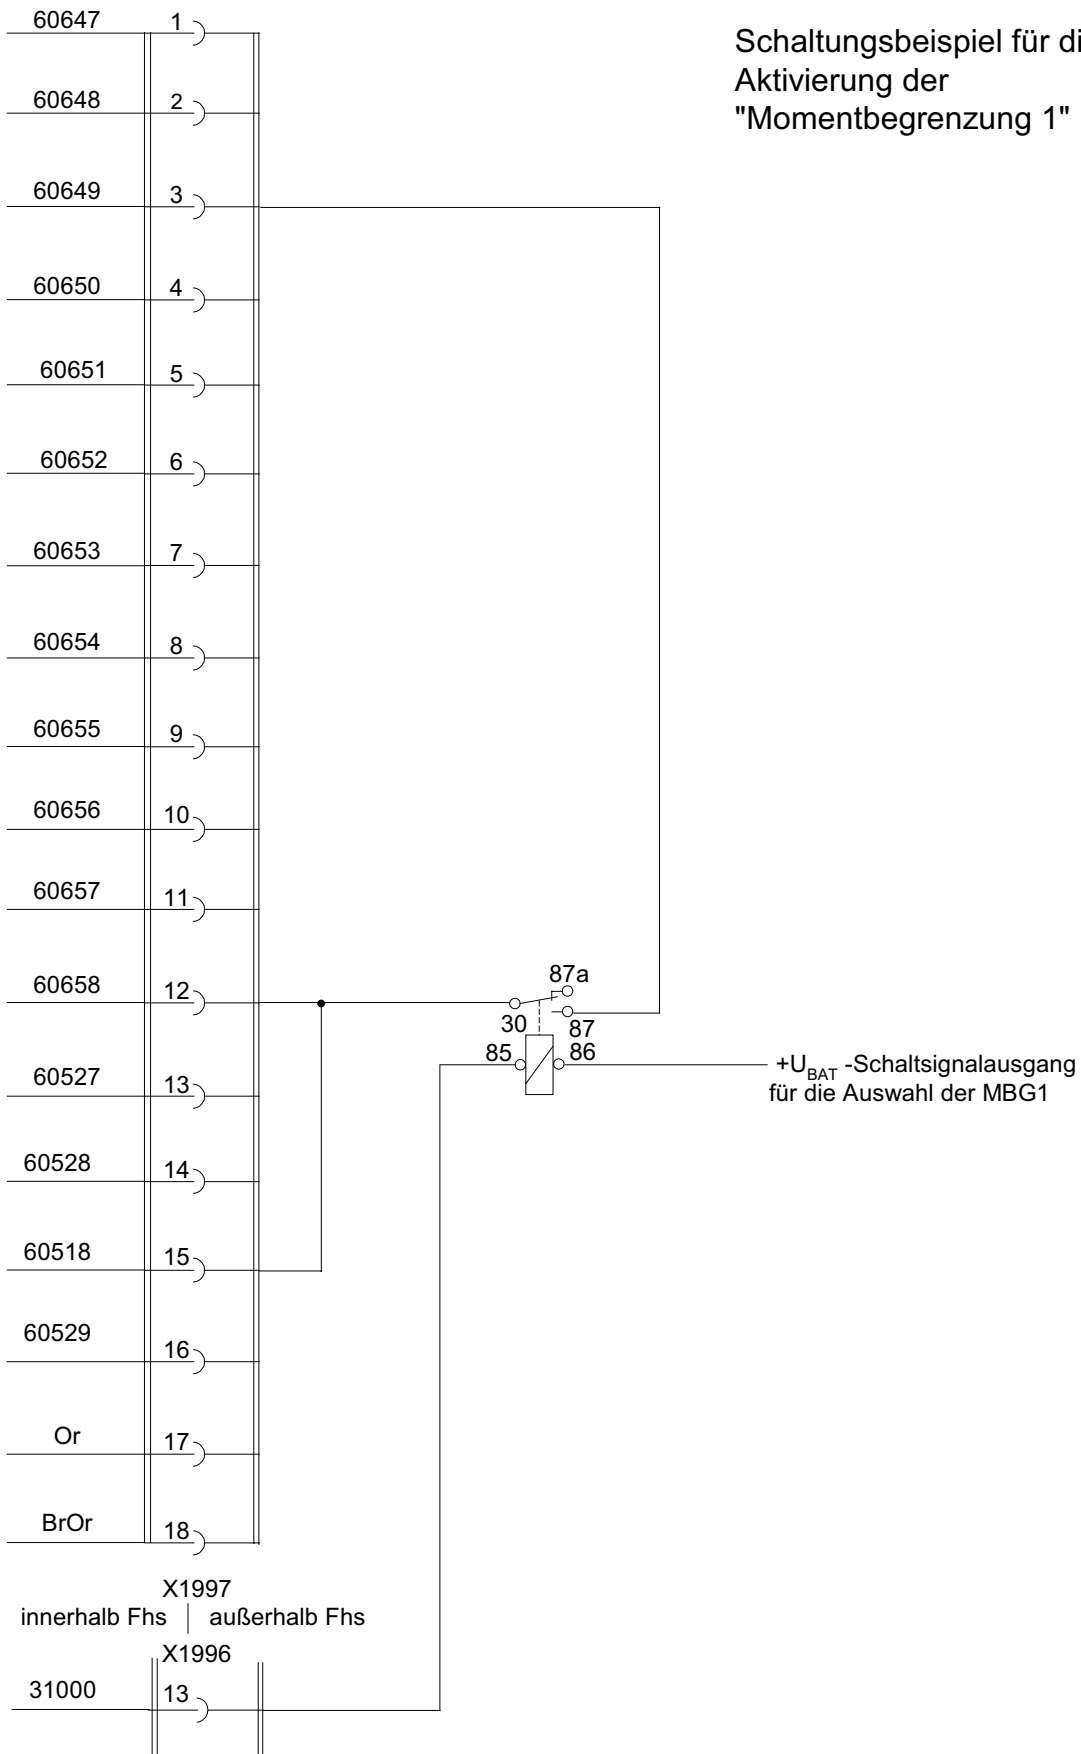 Schaltungsbeispiel für di
Aktivierung der
"Momentbegrenzung 1"
60647 1
60648 2
60649 3
60650 4
60651 5
60652 6
60653 7
60654 8
60655 9
60656 10
60657 11
60658 12
87a
30 87
85 86
+UBAT -Schaltsignalausgang
für die Auswahl der MBG1
60527 13
60528 14
60518 15
60529 16
Or 17
BrOr 18
X1997
innerhalb Fhs außerhalb Fhs
X1996
31000 13